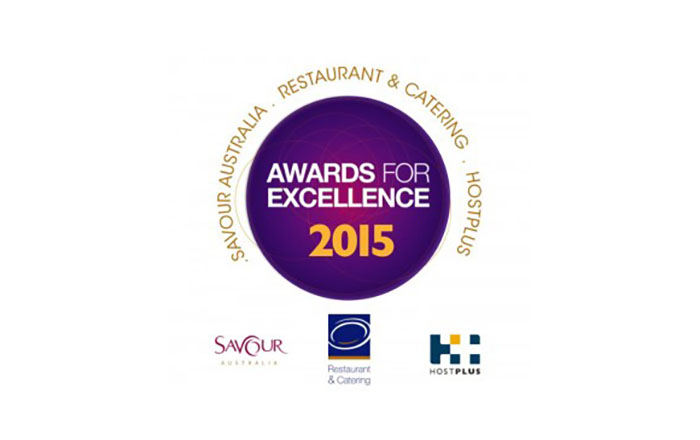 .SAVOUR AUSTRALIA . RESTAURANT & CATERING . HOSTPLUS
AWARDS FOR
EXCELLENCE
2015
SAVOUR
AUSTRALIA
Restaurant
& Catering
HOSTPLUS